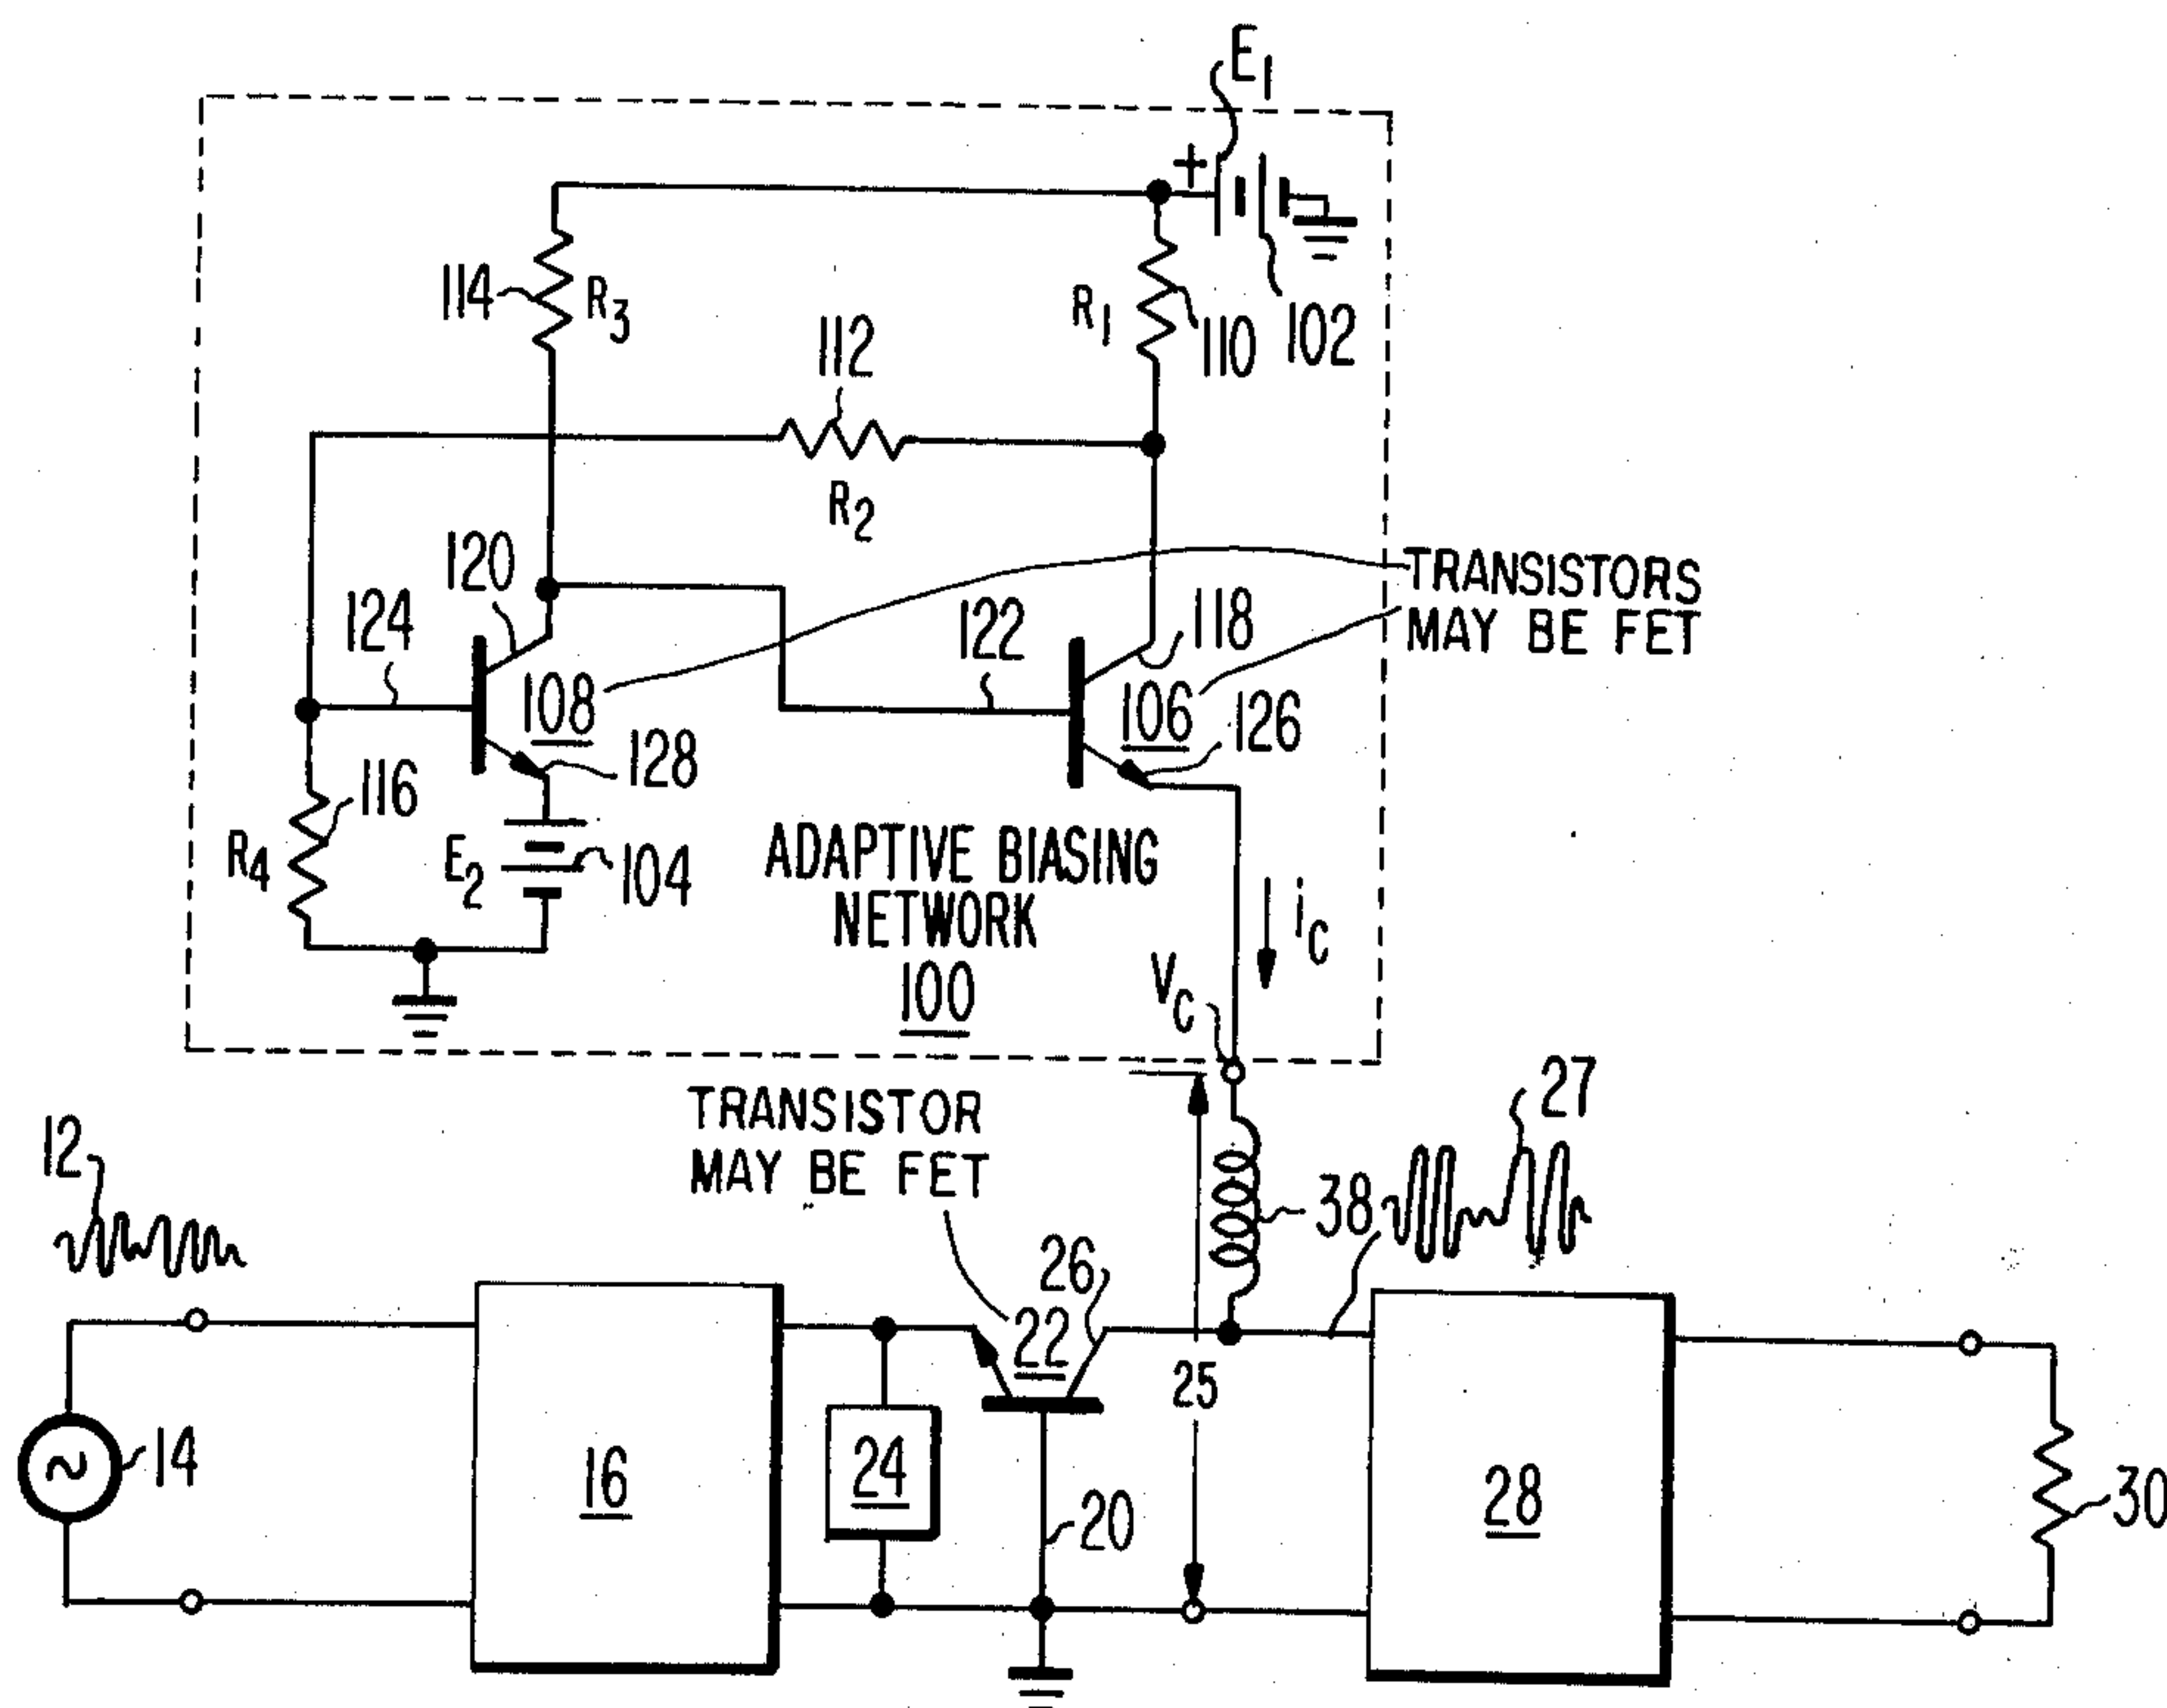 E1
+
114
R3
R1
110
102
112
R2
120
124
122
118
TRANSISTORS
MAY BE FET
108
106
126
128
116
R4
E2
104
ADAPTIVE BIASING
NETWORK
100
iC
VC
TRANSISTOR
MAY BE FET
27
12
38
26
22
25
14
16
24
20
28
30